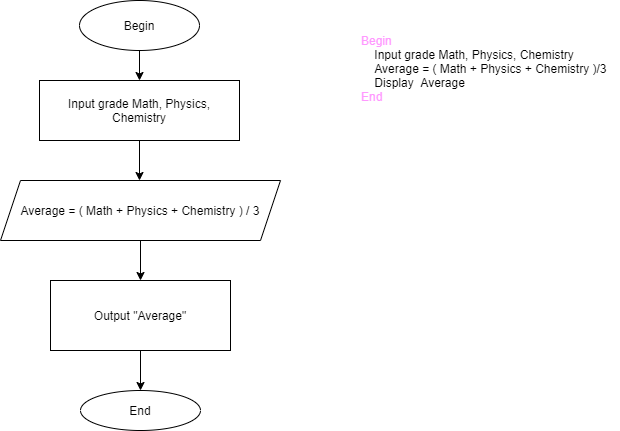 Begin
Input grade Math, Physics,
Chemistry
Average = ( Math + Physics + Chemistry ) / 3
Output "Average"
End
Begin
Input grade Math, Physics, Chemistry
Average = ( Math + Physics + Chemistry )/3
Display  Average
End